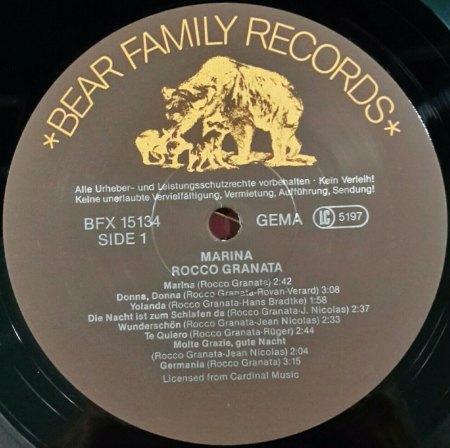 *BEAR FAMILY RECORDS*
Alle Urheber- und Leistungsschutzrechte vorbehalten · Kein Verleih!
Keine unerlaubte Vervielfältigung, Vermietung, Aufführung, Sendung!
BFX 15134 GEMA LC 5197
SIDE 1
MARINA
ROCCO GRANATA
Marina (Rocco Granata) 2:42
Donna, Donna (Rocco Granata-Rovan-Verard) 3:08
Yolanda (Rocco Granata-Hans Bradtke) 1:58
Die Nacht ist zum Schlafen da (Rocco Granata-J. Nicolas) 2:37
Wunderschön (Rocco Granata-Jean Nicolas) 2:33
Te Quiero (Rocco Granata-Rüger) 2:44
Molte Grazie, gute Nacht
(Rocco Granata-Jean Nicolas) 2:04
Germania (Rocco Granata) 3:15
Licensed from Cardinal Music